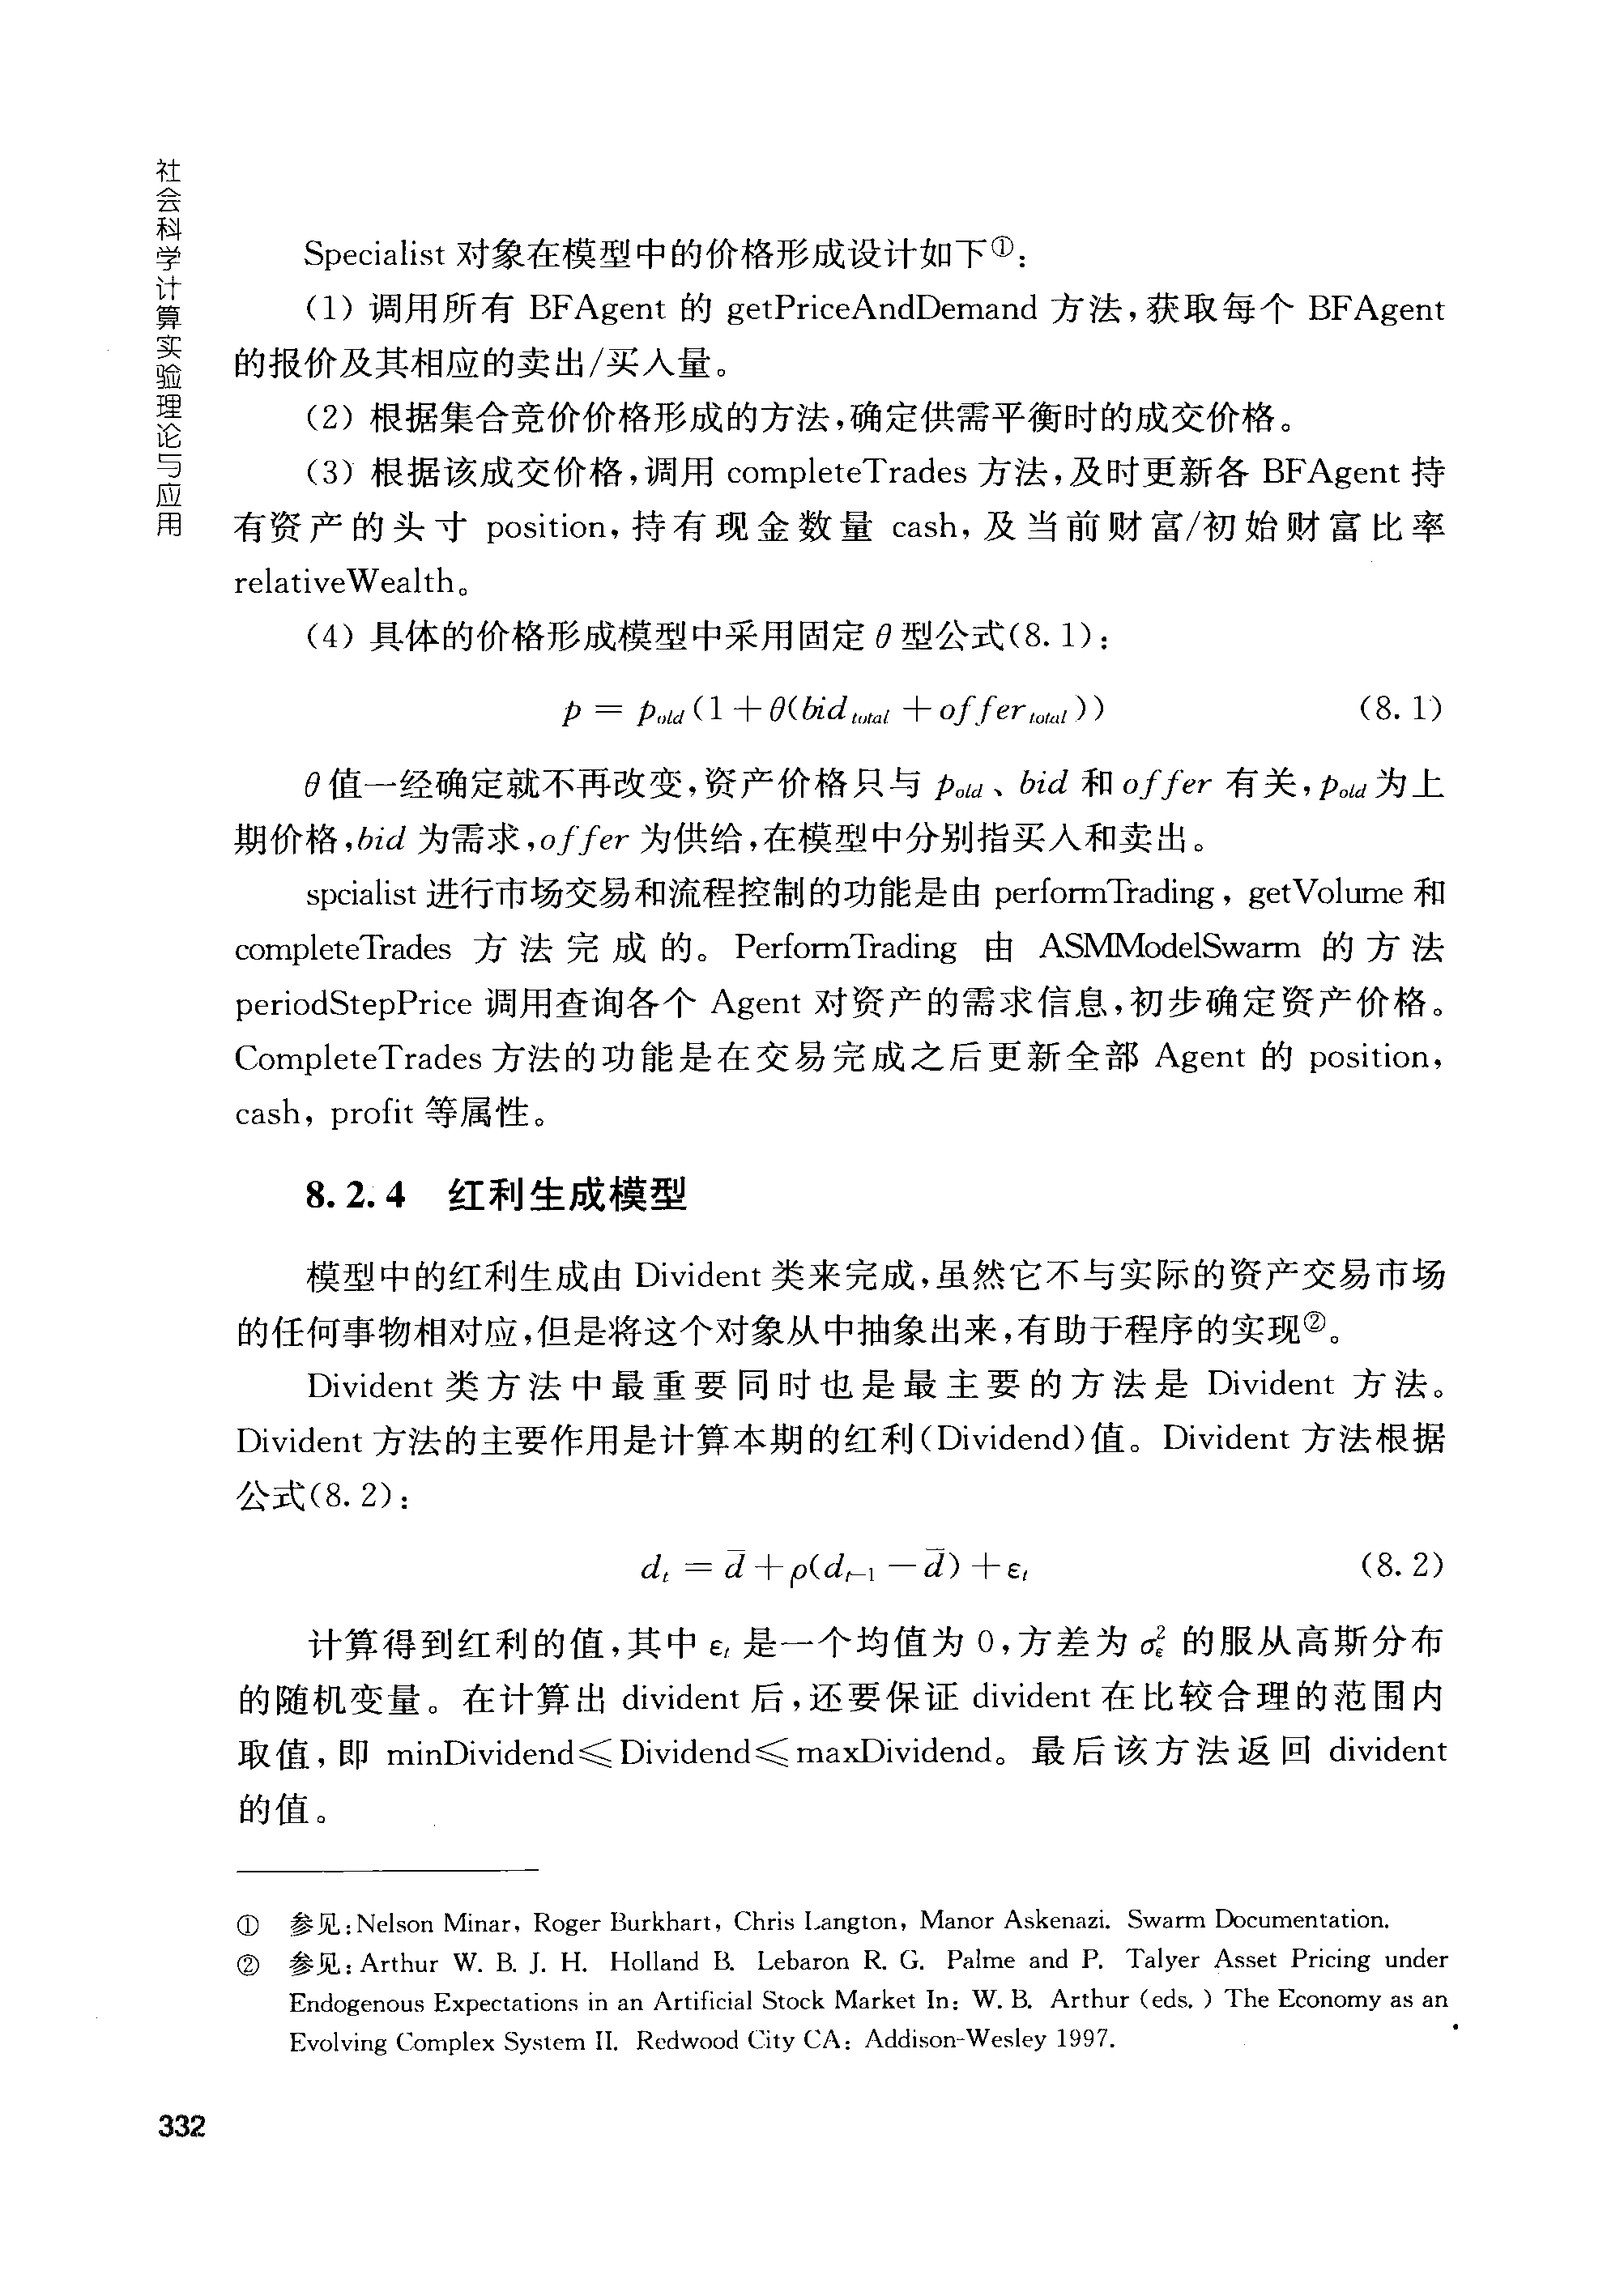 社会科学计算实验理论与应用
Specialist 对象在模型中的价格形成设计如下①:
(1) 调用所有 BFAgent 的 getPriceAndDemand 方法,获取每个 BFAgent
的报价及其相应的卖出/买入量。
(2) 根据集合竞价价格形成的方法,确定供需平衡时的成交价格。
(3) 根据该成交价格,调用 completeTrades 方法,及时更新各 BFAgent 持
有资产的头寸 position, 持有现金数量 cash, 及当前财富/初始财富比率
relativeWealth。
(4) 具体的价格形成模型中采用固定 θ 型公式(8.1):
p = p_old (1+θ(bid_total + offer_total)) (8.1)
θ 值一经确定就不再改变,资产价格只与 p_old、bid 和 offer 有关,p_old 为上
期价格,bid 为需求,offer 为供给,在模型中分别指买入和卖出。
spcialist 进行市场交易和流程控制的功能是由 performTrading, getVolume 和
completeTrades 方法完成的。PerformTrading 由 ASMModelSwarm 的方法
periodStepPrice 调用查询各个 Agent 对资产的需求信息,初步确定资产价格。
CompleteTrades 方法的功能是在交易完成之后更新全部 Agent 的 position,
cash, profit 等属性。
8.2.4 红利生成模型
模型中的红利生成由 Divident 类来完成,虽然它不与实际的资产交易市场
的任何事物相对应,但是将这个对象从中抽象出来,有助于程序的实现②。
Divident 类方法中最重要同时也是最主要的方法是 Divident 方法。
Divident 方法的主要作用是计算本期的红利(Dividend)值。Divident 方法根据
公式(8.2):
d_t = d̄ + ρ(d_{t-1} − d̄) + ε_t (8.2)
计算得到红利的值,其中 ε_t 是一个均值为 0,方差为 σ_ε² 的服从高斯分布
的随机变量。在计算出 divident 后,还要保证 divident 在比较合理的范围内
取值,即 minDividend≤Dividend≤maxDividend。最后该方法返回 divident
的值。
① 参见:Nelson Minar, Roger Burkhart, Chris Langton, Manor Askenazi. Swarm Documentation.
② 参见:Arthur W. B. J. H. Holland B. Lebaron R. G. Palme and P. Talyer Asset Pricing under
Endogenous Expectations in an Artificial Stock Market In: W. B. Arthur (eds.) The Economy as an
Evolving Complex System II. Redwood City CA: Addison-Wesley 1997.
332